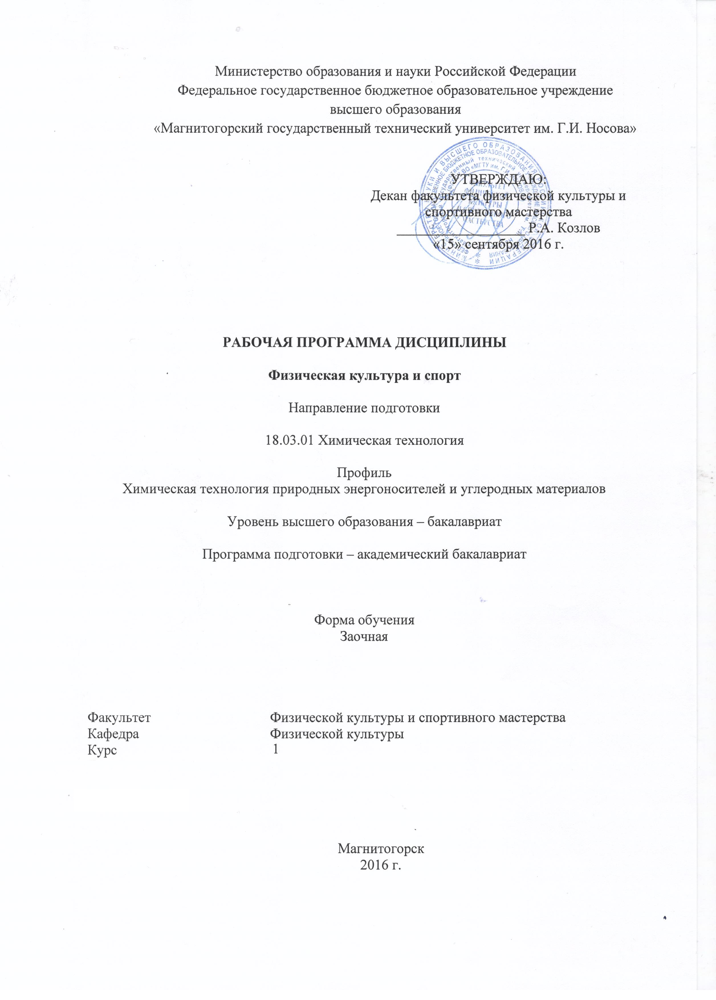 Министерство образования и науки Российской Федерации
Федеральное государственное бюджетное образовательное учреждение
высшего образования
«Магнитогорский государственный технический университет им. Г.И. Носова»
УТВЕРЖДАЮ:
Декан факультета физической культуры и
спортивного мастерства
Р.А. Козлов
«15» сентября 2016 г.
РАБОЧАЯ ПРОГРАММА ДИСЦИПЛИНЫ
Физическая культура и спорт
Направление подготовки
18.03.01 Химическая технология
Профиль
Химическая технология природных энергоносителей и углеродных материалов
Уровень высшего образования – бакалавриат
Программа подготовки – академический бакалавриат
Форма обучения
Заочная
Факультет Физической культуры и спортивного мастерства
Кафедра Физической культуры
Курс 1
Магнитогорск
2016 г.